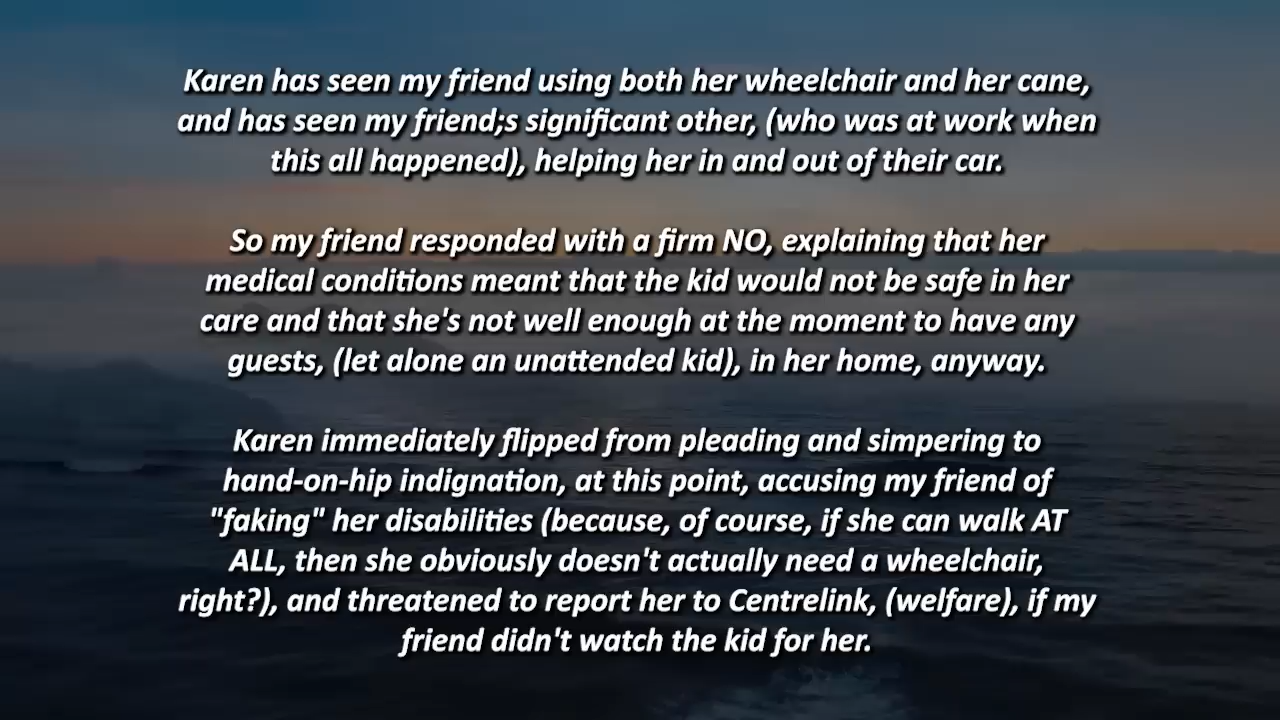 Karen has seen my friend using both her wheelchair and her cane,
and has seen my friend;s significant other, (who was at work when
this all happened), helping her in and out of their car.
So my friend responded with a firm NO, explaining that her
medical conditions meant that the kid would not be safe in her
care and that she's not well enough at the moment to have any
guests, (let alone an unattended kid), in her home, anyway.
Karen immediately flipped from pleading and simpering to
hand-on-hip indignation, at this point, accusing my friend of
"faking" her disabilities (because, of course, if she can walk AT
ALL, then she obviously doesn't actually need a wheelchair,
right?), and threatened to report her to Centrelink, (welfare), if my
friend didn't watch the kid for her.